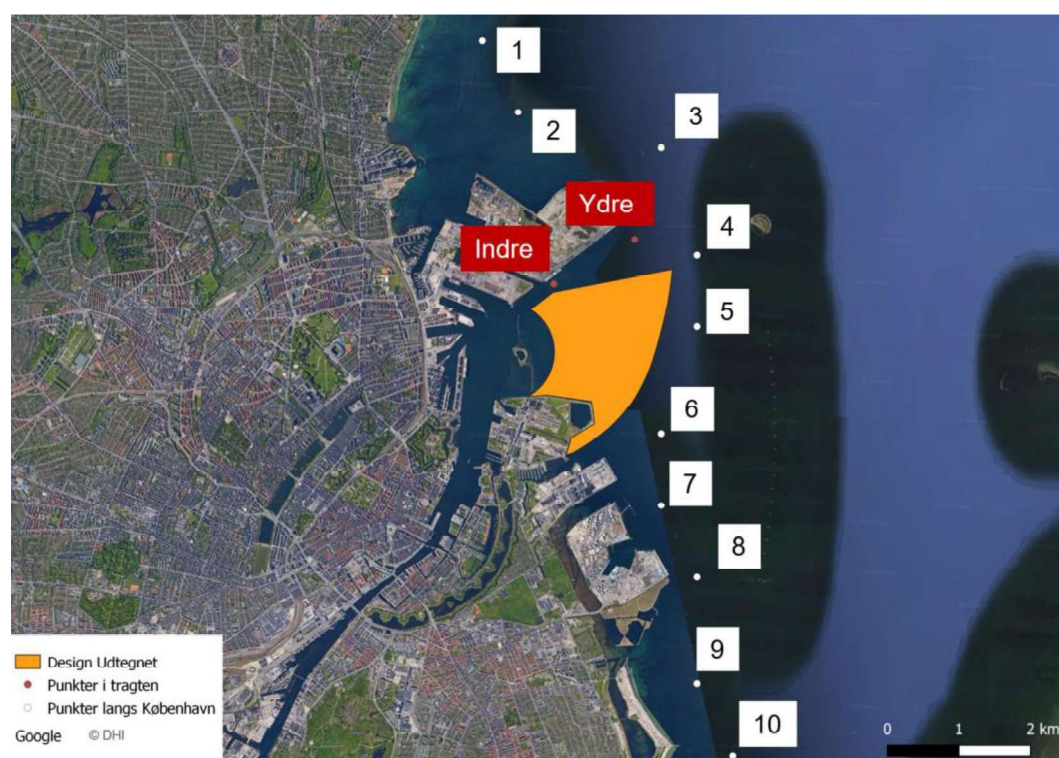 1
2
3
Ydre
4
Indre
5
6
7
8
9
10
Design Udtegnet
Punkter i tragten
Punkter langs København
Google © DHI
0 1 2 km